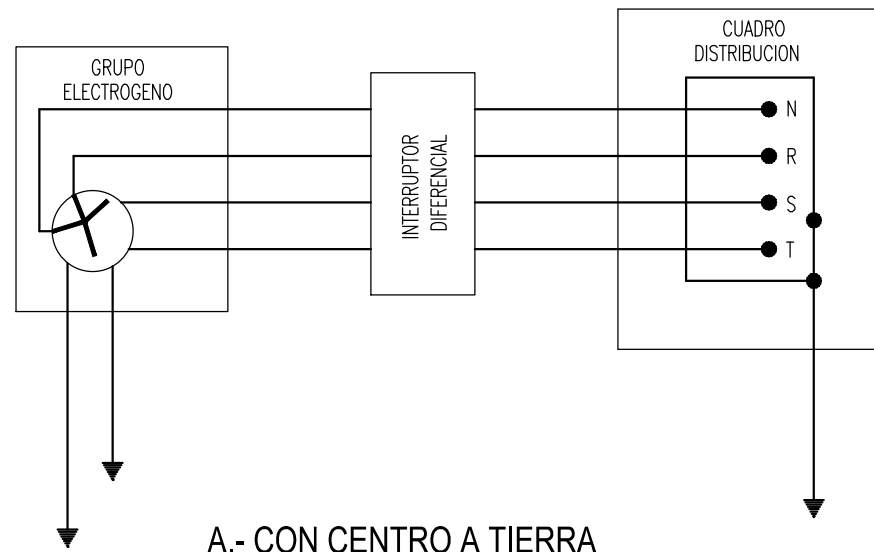 GRUPO
ELECTROGENO
INTERRUPTOR
DIFERENCIAL
CUADRO
DISTRIBUCION
N
R
S
T
A.- CON CENTRO A TIERRA